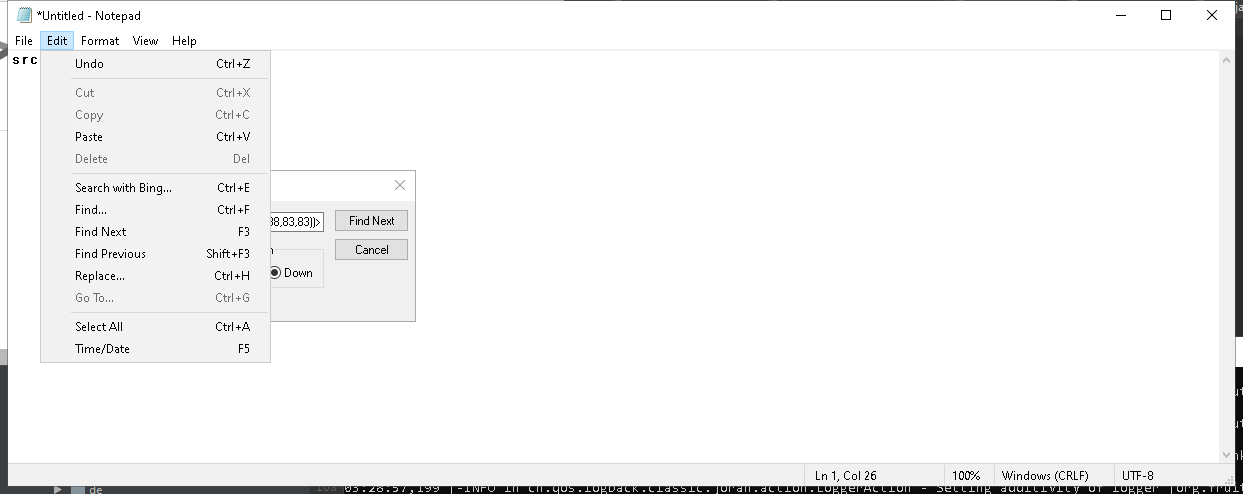 *Untitled - Notepad
File Edit Format View Help
src
Undo Ctrl+Z
Cut Ctrl+X
Copy Ctrl+C
Paste Ctrl+V
Delete Del
Search with Bing... Ctrl+E
Find... Ctrl+F
Find Next F3
Find Previous Shift+F3
Replace... Ctrl+H
Go To... Ctrl+G
Select All Ctrl+A
Time/Date F5
38,83,83))>
Find Next
Cancel
Down
Ln 1, Col 26 100% Windows (CRLF) UTF-8
de
03:28:57,199 |-INFO in ch.qos.logback.classic.joran.action.LoggerAction - Setting additivity of logger